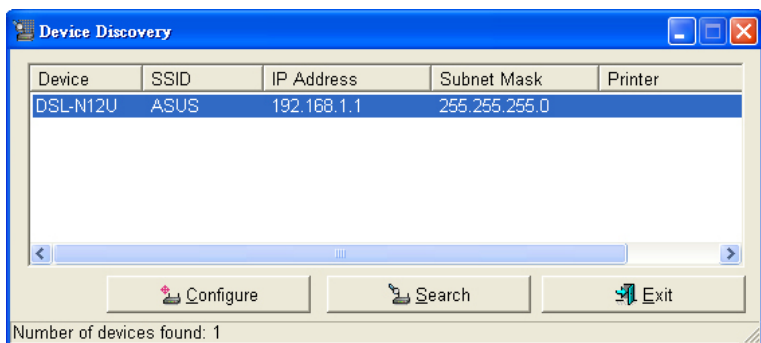 Device Discovery
Device SSID IP Address Subnet Mask Printer
DSL-N12U ASUS 192.168.1.1 255.255.255.0
Configure Search Exit
Number of devices found: 1